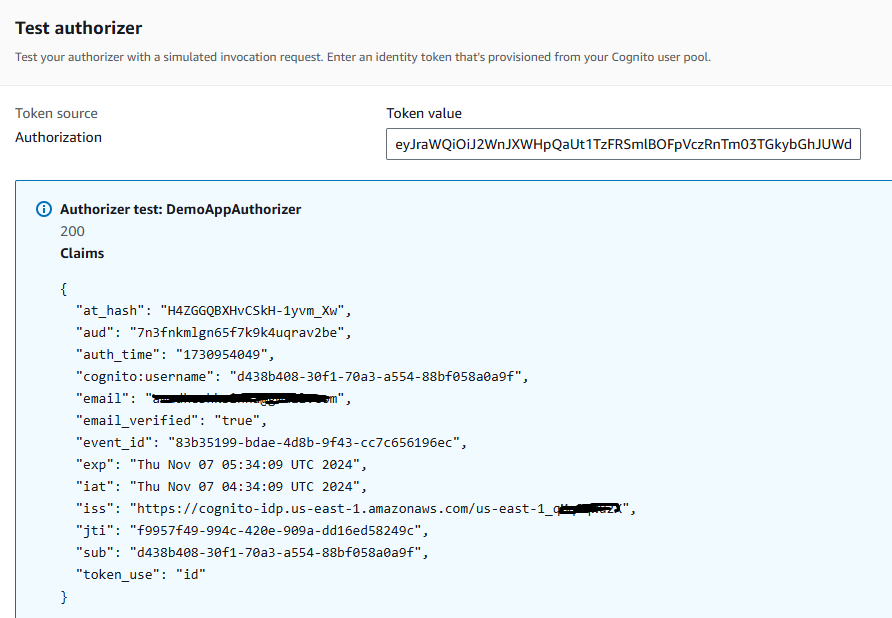 Test authorizer
Test your authorizer with a simulated invocation request. Enter an identity token that's provisioned from your Cognito user pool.
Token source
Token value
Authorization
eyJraWQiOiJ2WnJXWHpQaUt1TzFRSmlBOFpVczRnTm03TGkybGhJUWd
Authorizer test: DemoAppAuthorizer
200
Claims
{
"at_hash": "H4ZGGQBXHvCSkH-1yvm_Xw",
"aud": "7n3fnkmlgn65f7k9k4uqrav2be",
"auth_time": "1730954049",
"cognito:username": "d438b408-30f1-70a3-a554-88bf058a0a9f",
"email": "
"email_verified": "true",
"event_id": "83b35199-bdae-4d8b-9f43-cc7c656196ec",
"exp": "Thu Nov 07 05:34:09 UTC 2024",
"iat": "Thu Nov 07 04:34:09 UTC 2024",
"iss": "https://cognito-idp.us-east-1.amazonaws.com/us-east-1_
"jti": "f9957f49-994c-420e-909a-dd16ed58249c",
"sub": "d438b408-30f1-70a3-a554-88bf058a0a9f",
"token_use": "id"
}